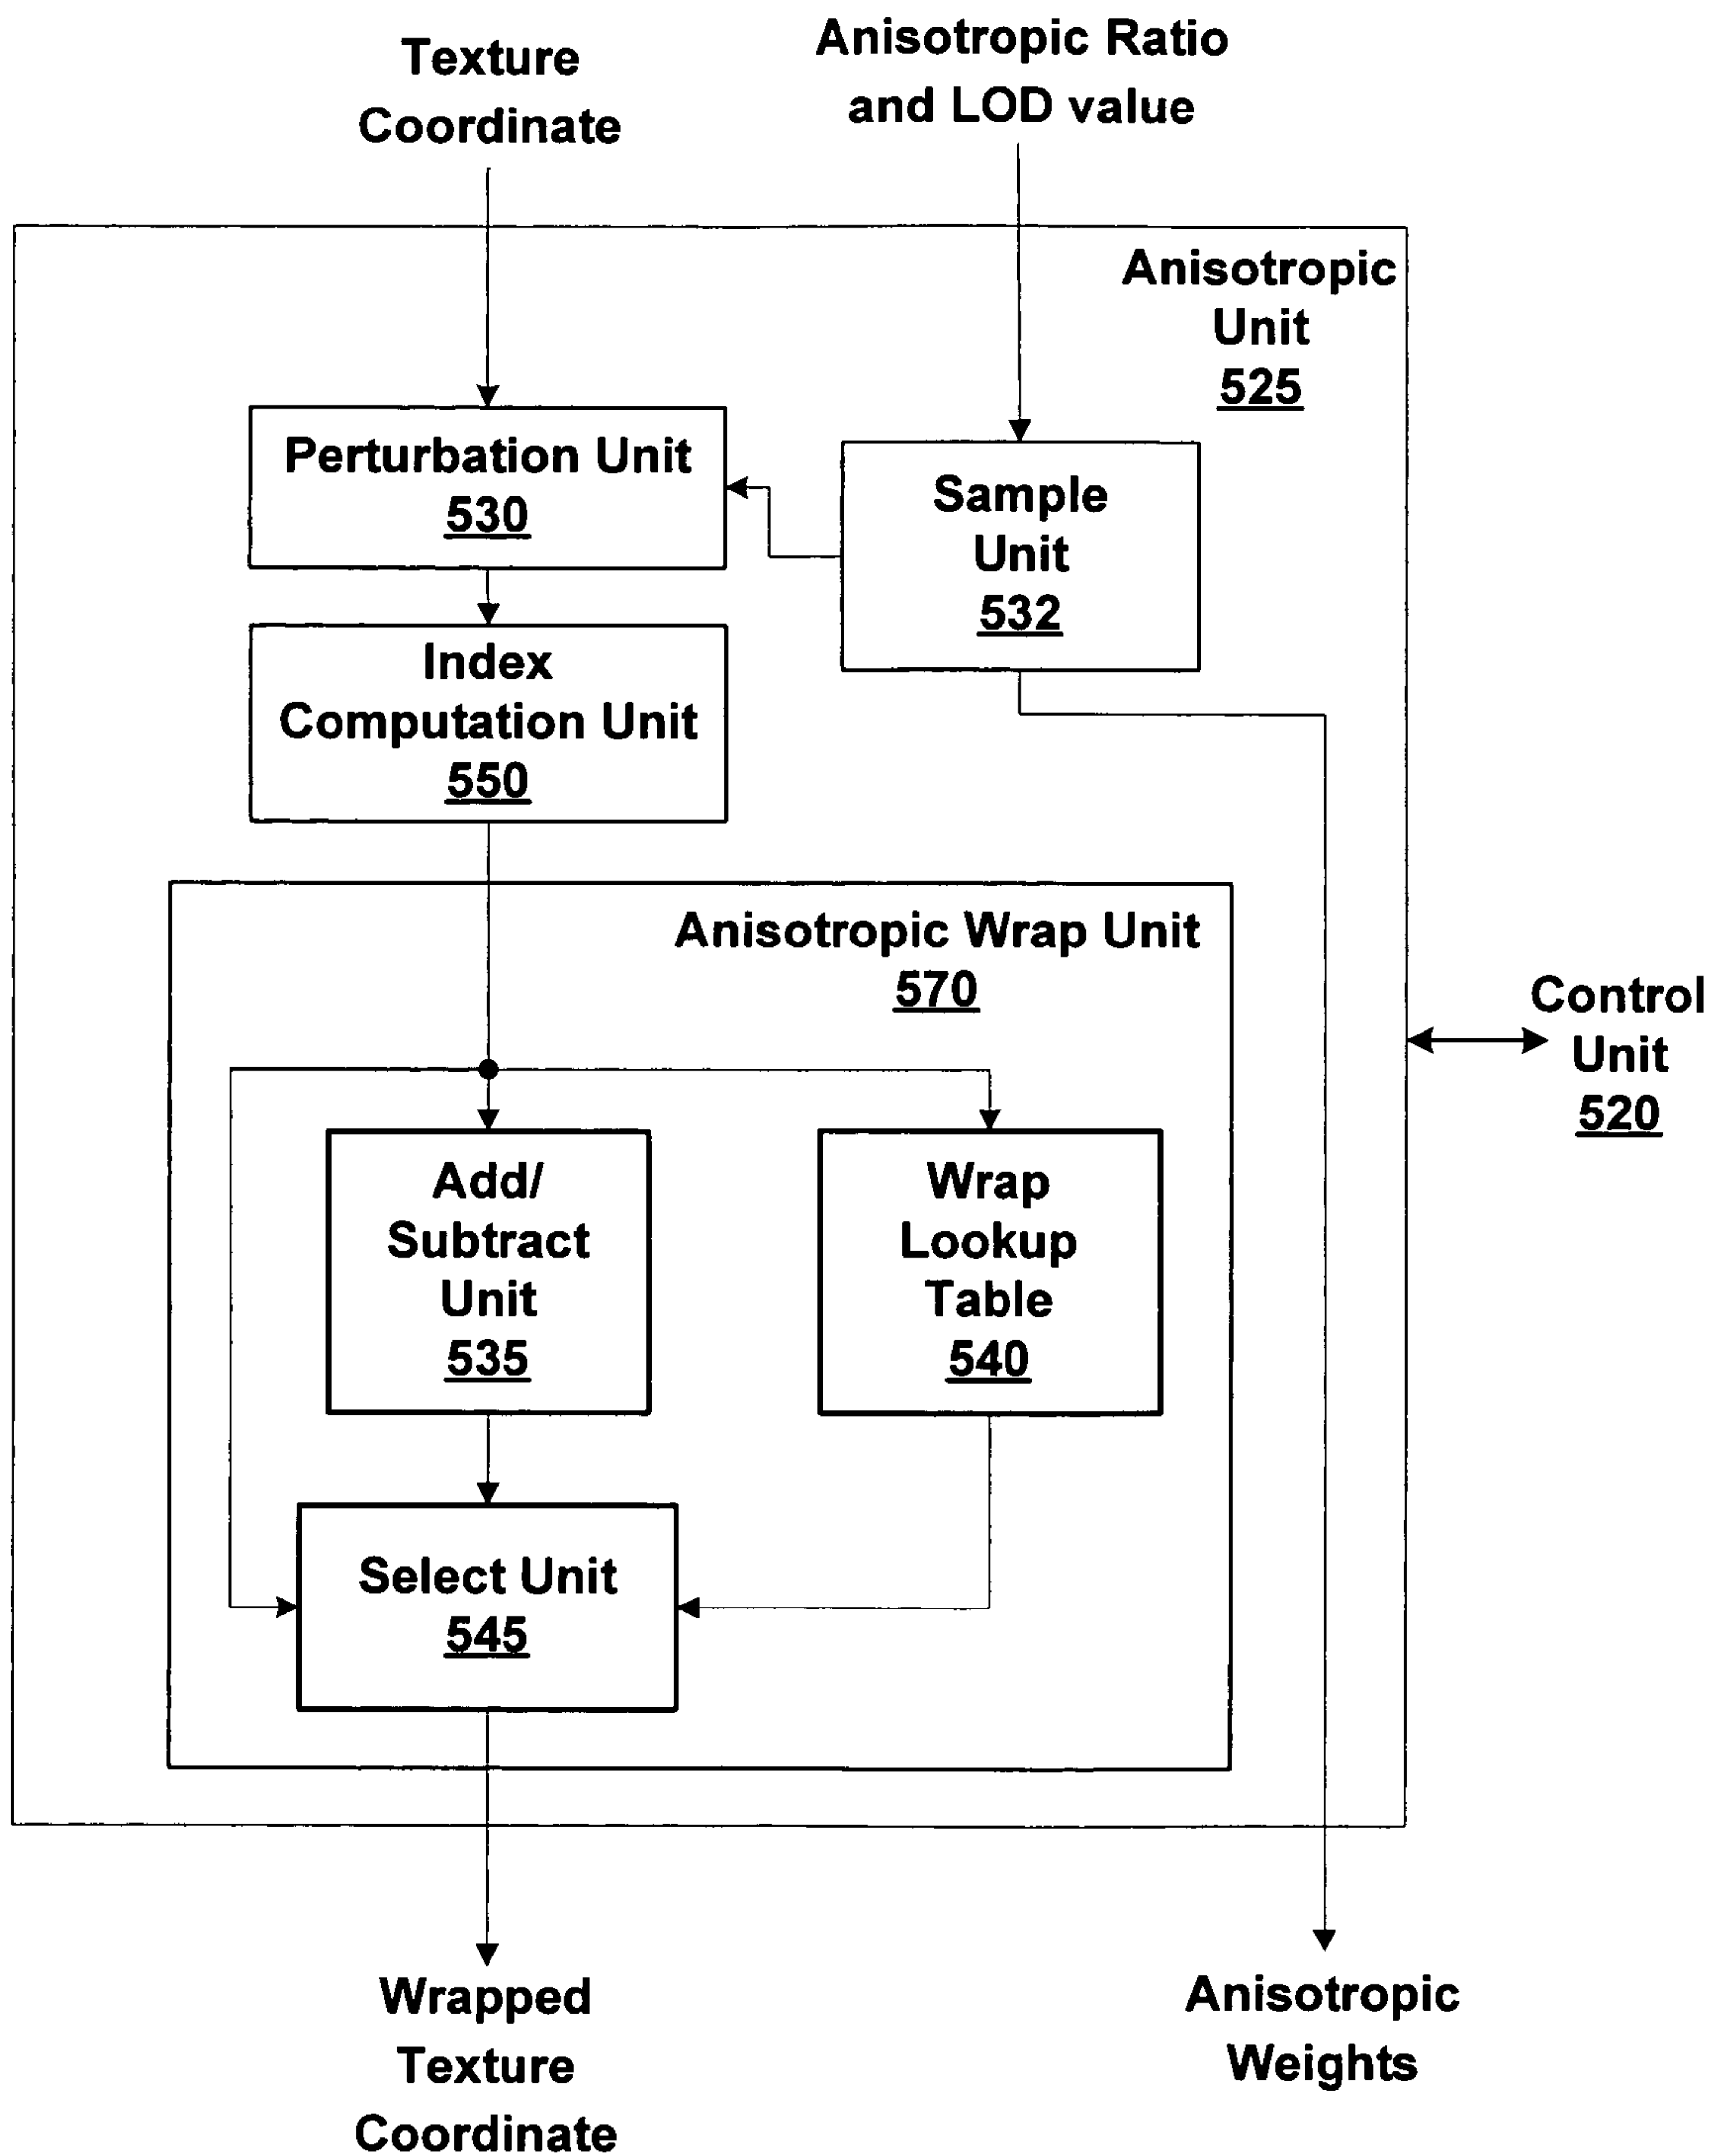 Texture
Coordinate
Anisotropic Ratio
and LOD value
Anisotropic
Unit
525
Perturbation Unit
530
Sample
Unit
532
Index
Computation Unit
550
Anisotropic Wrap Unit
570
Control
Unit
520
Add/
Subtract
Unit
535
Wrap
Lookup
Table
540
Select Unit
545
Wrapped
Texture
Coordinate
Anisotropic
Weights